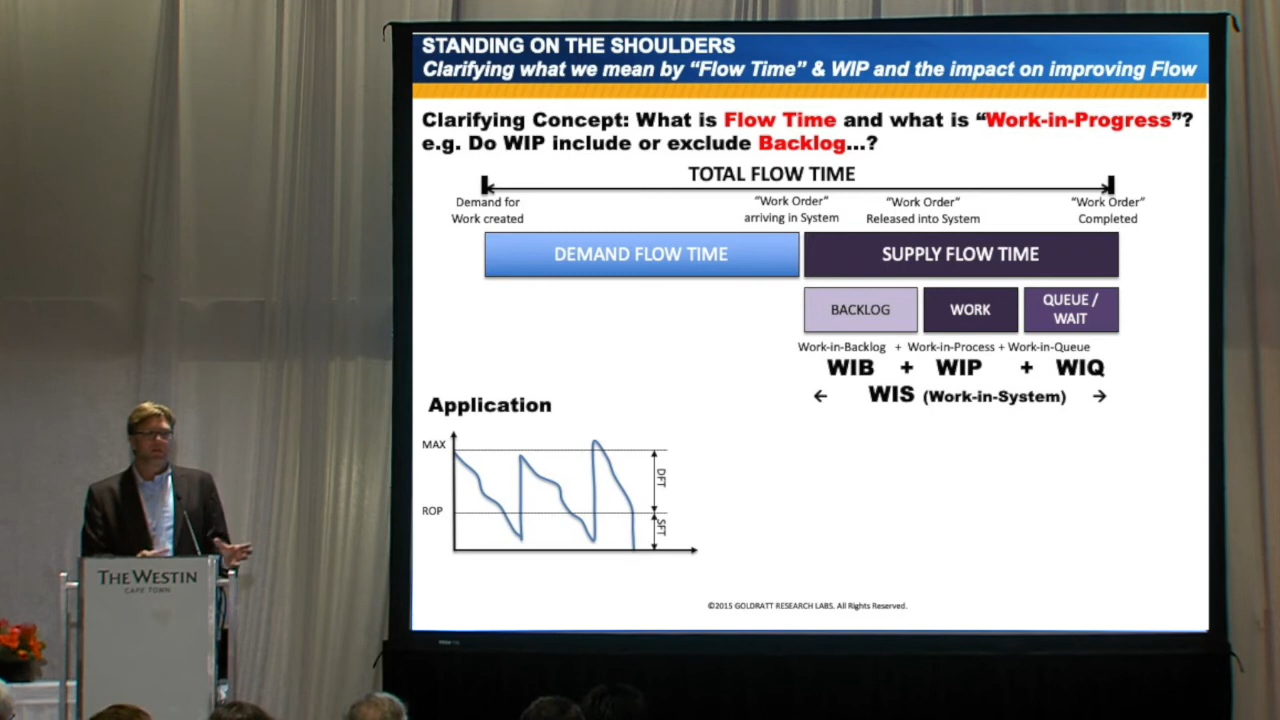 STANDING ON THE SHOULDERS
Clarifying what we mean by “Flow Time” & WIP and the impact on improving Flow
Clarifying Concept: What is Flow Time and what is “Work-in-Progress”?
e.g. Do WIP include or exclude Backlog...?
TOTAL FLOW TIME
Demand for
Work created
“Work Order”
arriving in System
“Work Order”
Released into System
“Work Order”
Completed
DEMAND FLOW TIME
SUPPLY FLOW TIME
BACKLOG
WORK
QUEUE /
WAIT
Work-in-Backlog + Work-in-Process + Work-in-Queue
WIB + WIP + WIQ
← WIS (Work-in-System) →
Application
MAX
DFT
ROP
SFT
©2015 GOLDRATT RESEARCH LABS. All Rights Reserved.
THE WESTIN
CAPE TOWN